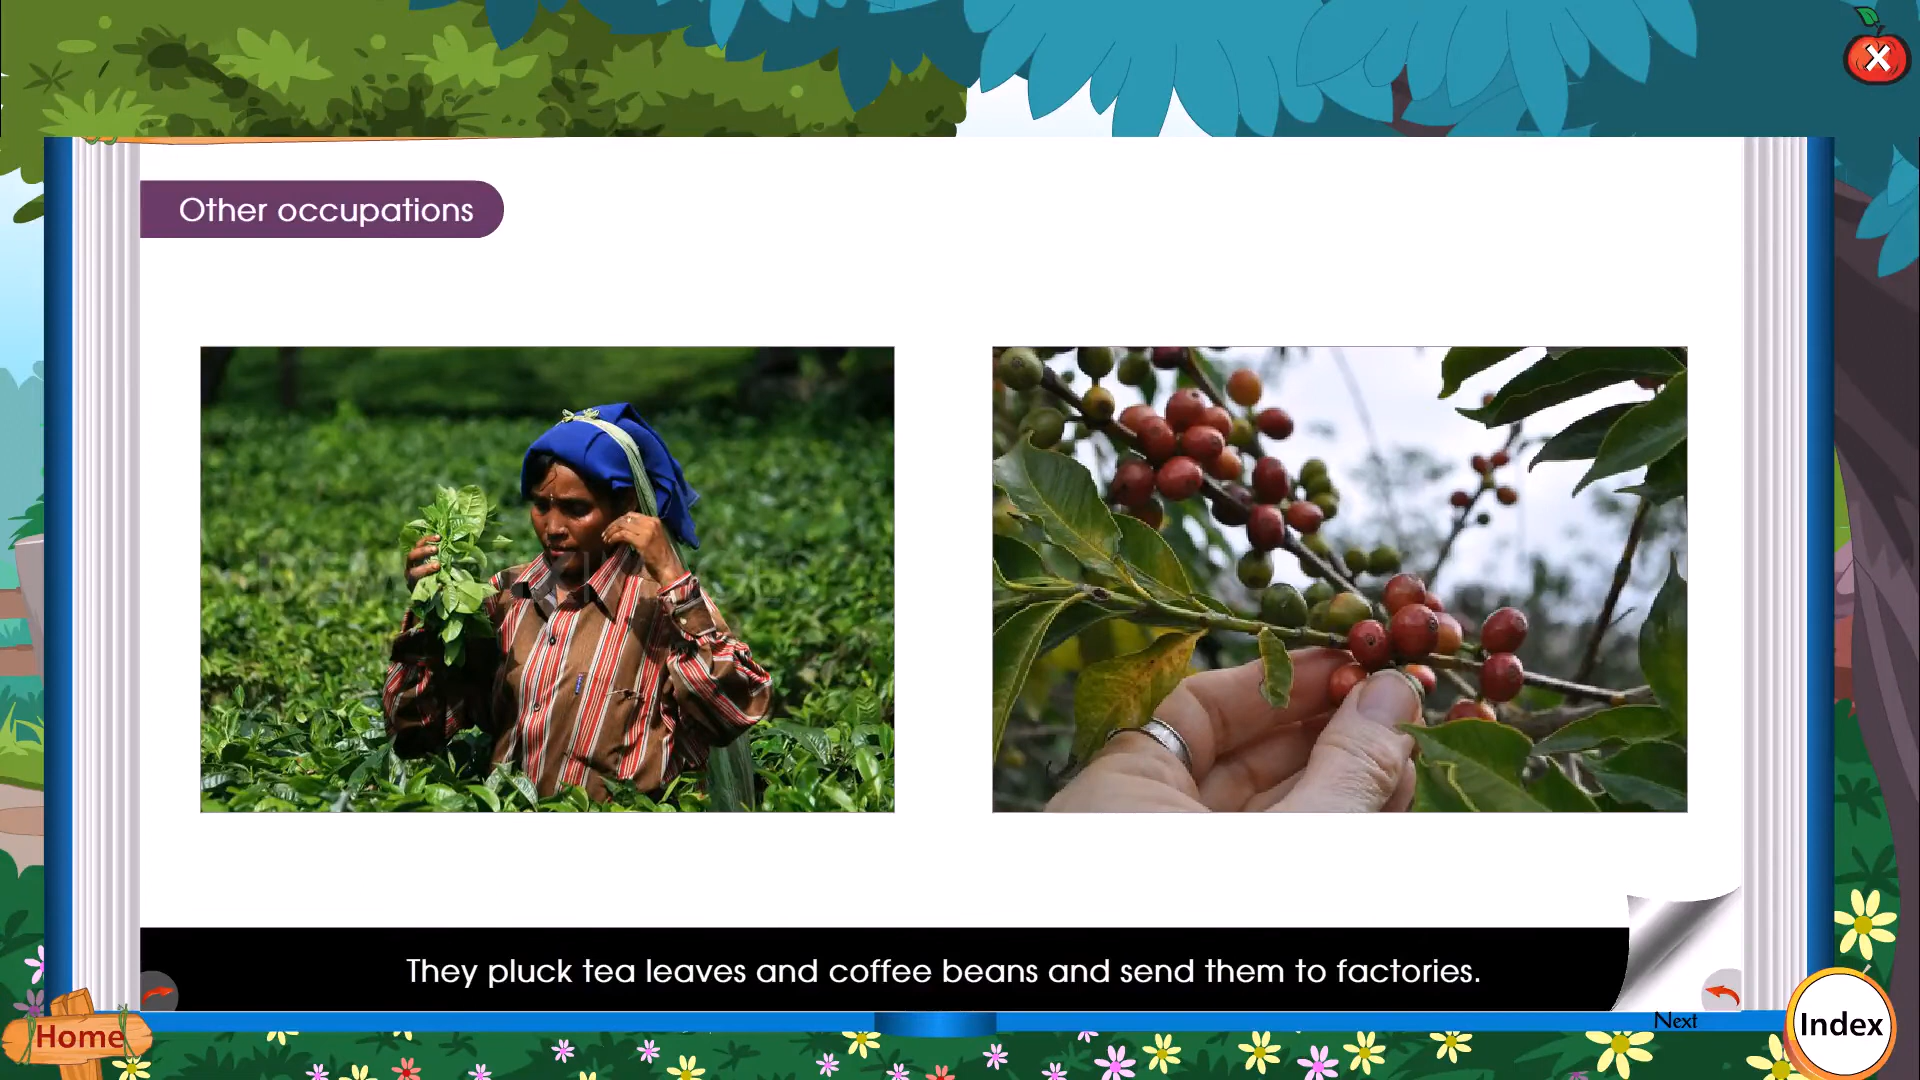 Other occupations
They pluck tea leaves and coffee beans and send them to factories.
Home
Next
Index